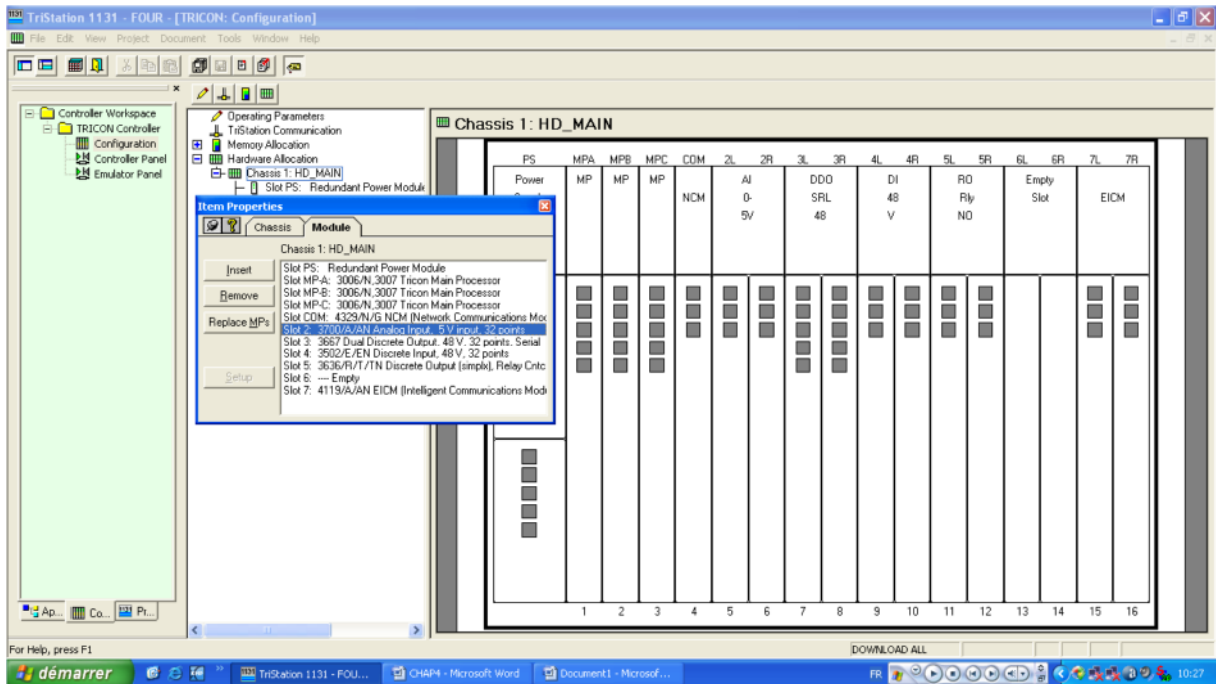 TriStation 1131 - FOUR - [TRICON: Configuration]
File Edit View Project Document Tools Window Help
Controller Workspace
TRICON Controller
Configuration
Controller Panel
Emulator Panel
Operating Parameters
TriStation Communication
Memory Allocation
Hardware Allocation
Chassis 1: HD_MAIN
Slot PS: Redundant Power Module
Item Properties
Chassis Module
Chassis 1: HD_MAIN
Insert
Remove
Replace MPs
Setup
Slot PS: Redundant Power Module
Slot MP-A: 3006/N,3007 Tricon Main Processor
Slot MP-B: 3006/N,3007 Tricon Main Processor
Slot MP-C: 3006/N,3007 Tricon Main Processor
Slot COM: 4329/N/G NCM (Network Communications Mod
Slot 2: 3700/A/AN Analog Input, 5 V input, 32 points
Slot 3: 3667 Dual Discrete Output. 48 V. 32 points. Serial
Slot 4: 3502/E/EN Discrete Input, 48 V, 32 points
Slot 5: 3636/R/T/TN Discrete Output (simplx), Relay Cntc
Slot 6: --- Empty
Slot 7: 4119/A/AN EICM (Intelligent Communications Mod
Chassis 1: HD_MAIN
PS MPA MPB MPC COM 2L 2R 3L 3R 4L 4R 5L 5R 6L 6R 7L 7R
Power MP MP MP NCM AI 0- 5V DDO SRL 48 DI 48 V RO Rly NO Empty Slot EICM
1 2 3 4 5 6 7 8 9 10 11 12 13 14 15 16
Ap... Co... Pr...
For Help, press F1
DOWNLOAD ALL
démarrer
TriStation 1131 - FOU...
CHAP4 - Microsoft Word
Document1 - Microsof...
FR
10:27